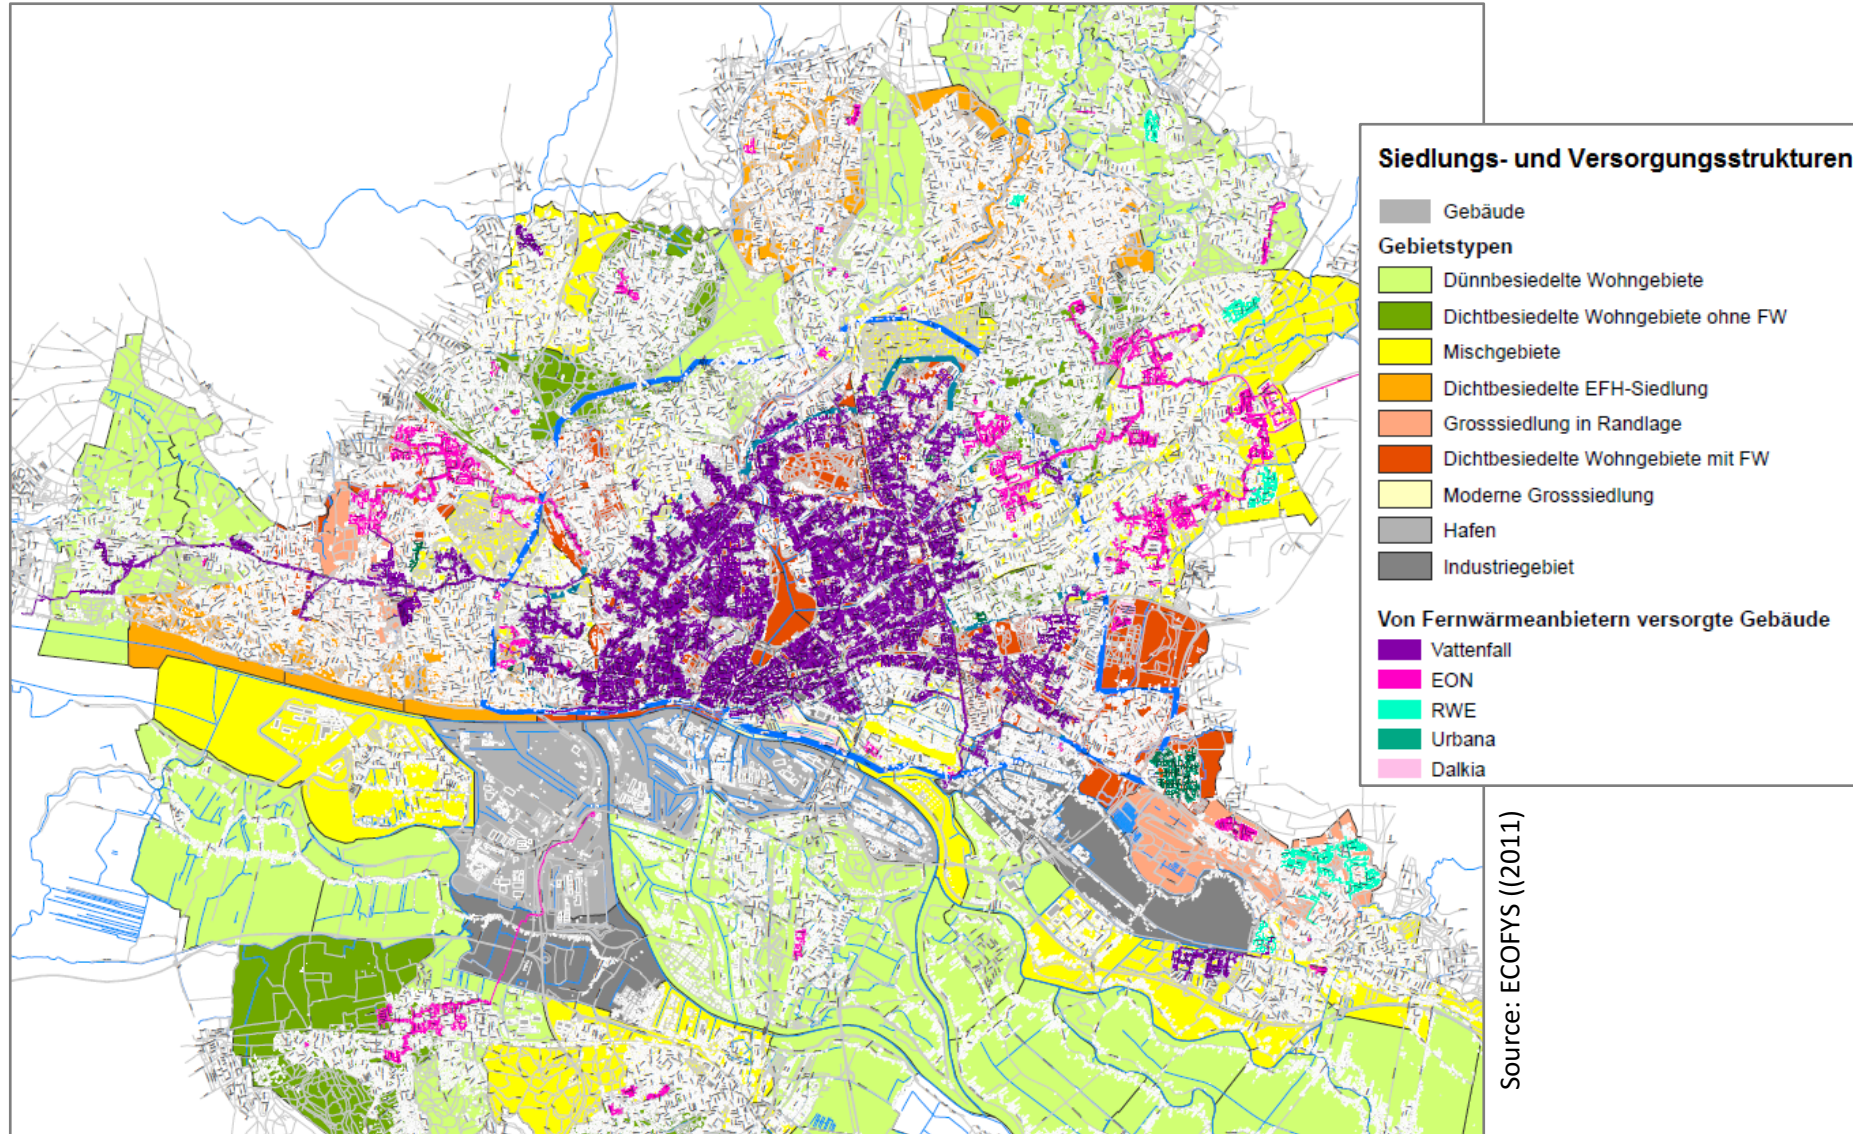 Siedlungs- und Versorgungsstrukturen
Gebäude
Gebietstypen
Dünnbesiedelte Wohngebiete
Dichtbesiedelte Wohngebiete ohne FW
Mischgebiete
Dichtbesiedelte EFH-Siedlung
Grosssiedlung in Randlage
Dichtbesiedelte Wohngebiete mit FW
Moderne Grosssiedlung
Hafen
Industriegebiet
Von Fernwärmeanbietern versorgte Gebäude
Vattenfall
EON
RWE
Urbana
Dalkia
Source: ECOFYS ((2011)